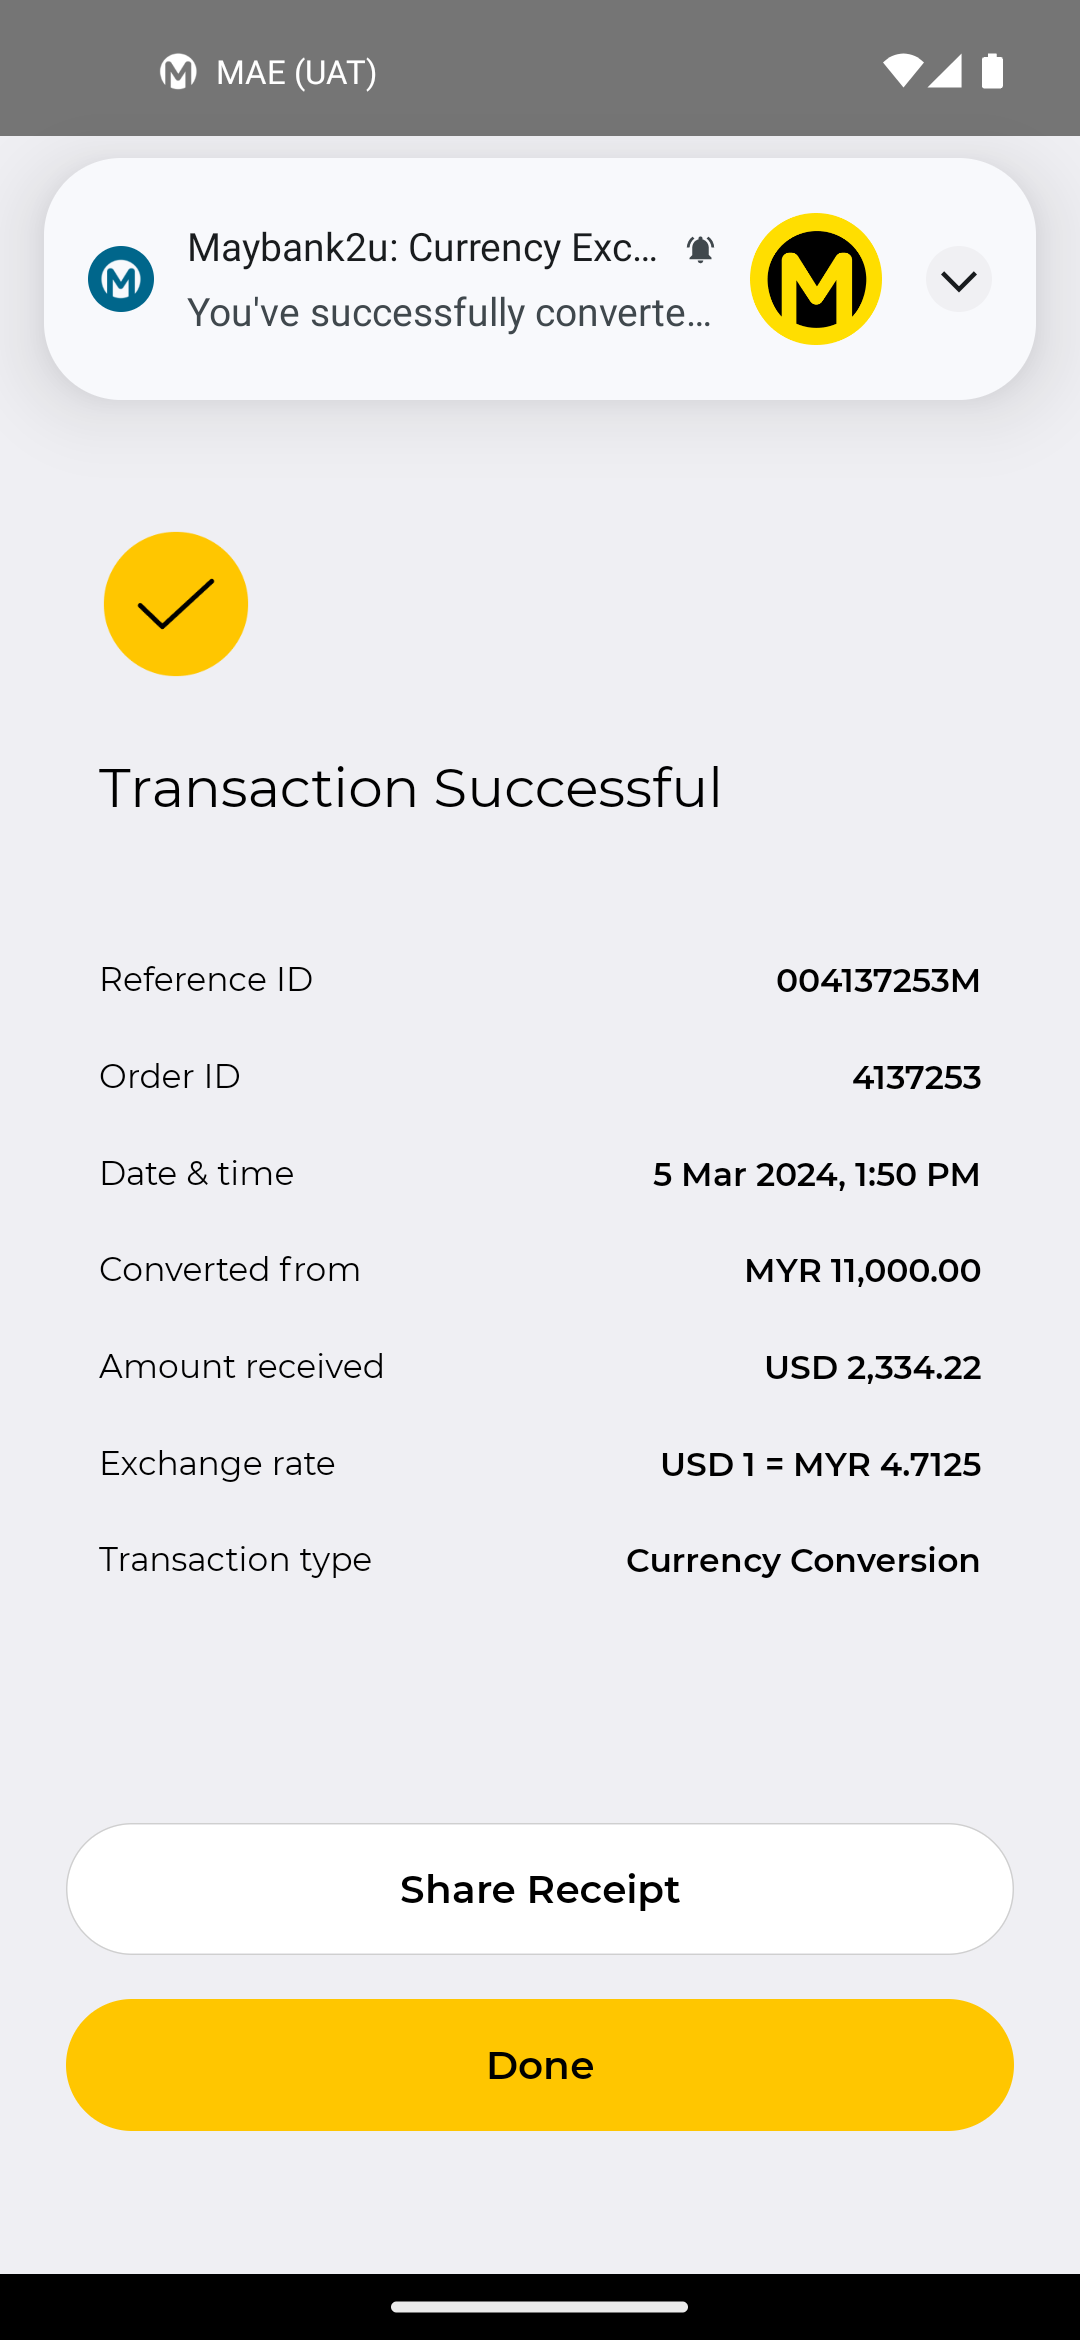 MAE (UAT)
Maybank2u: Currency Exc...
You've successfully converte...
Transaction Successful
Reference ID 004137253M
Order ID 4137253
Date & time 5 Mar 2024, 1:50 PM
Converted from MYR 11,000.00
Amount received USD 2,334.22
Exchange rate USD 1 = MYR 4.7125
Transaction type Currency Conversion
Share Receipt
Done